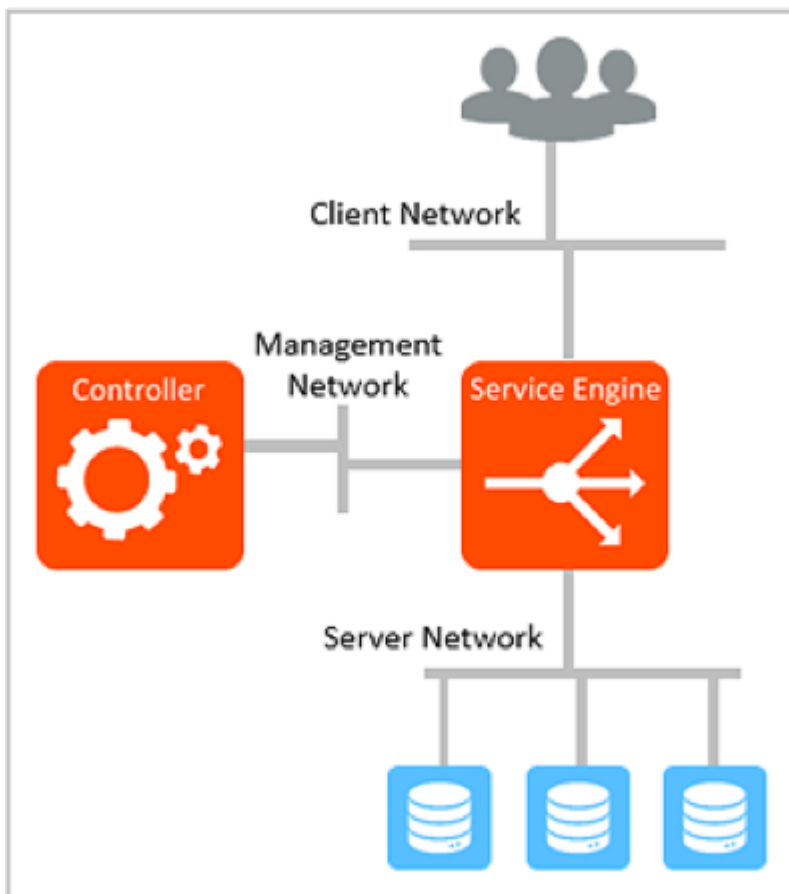 Client Network
Management
Network
Controller
Service Engine
Server Network